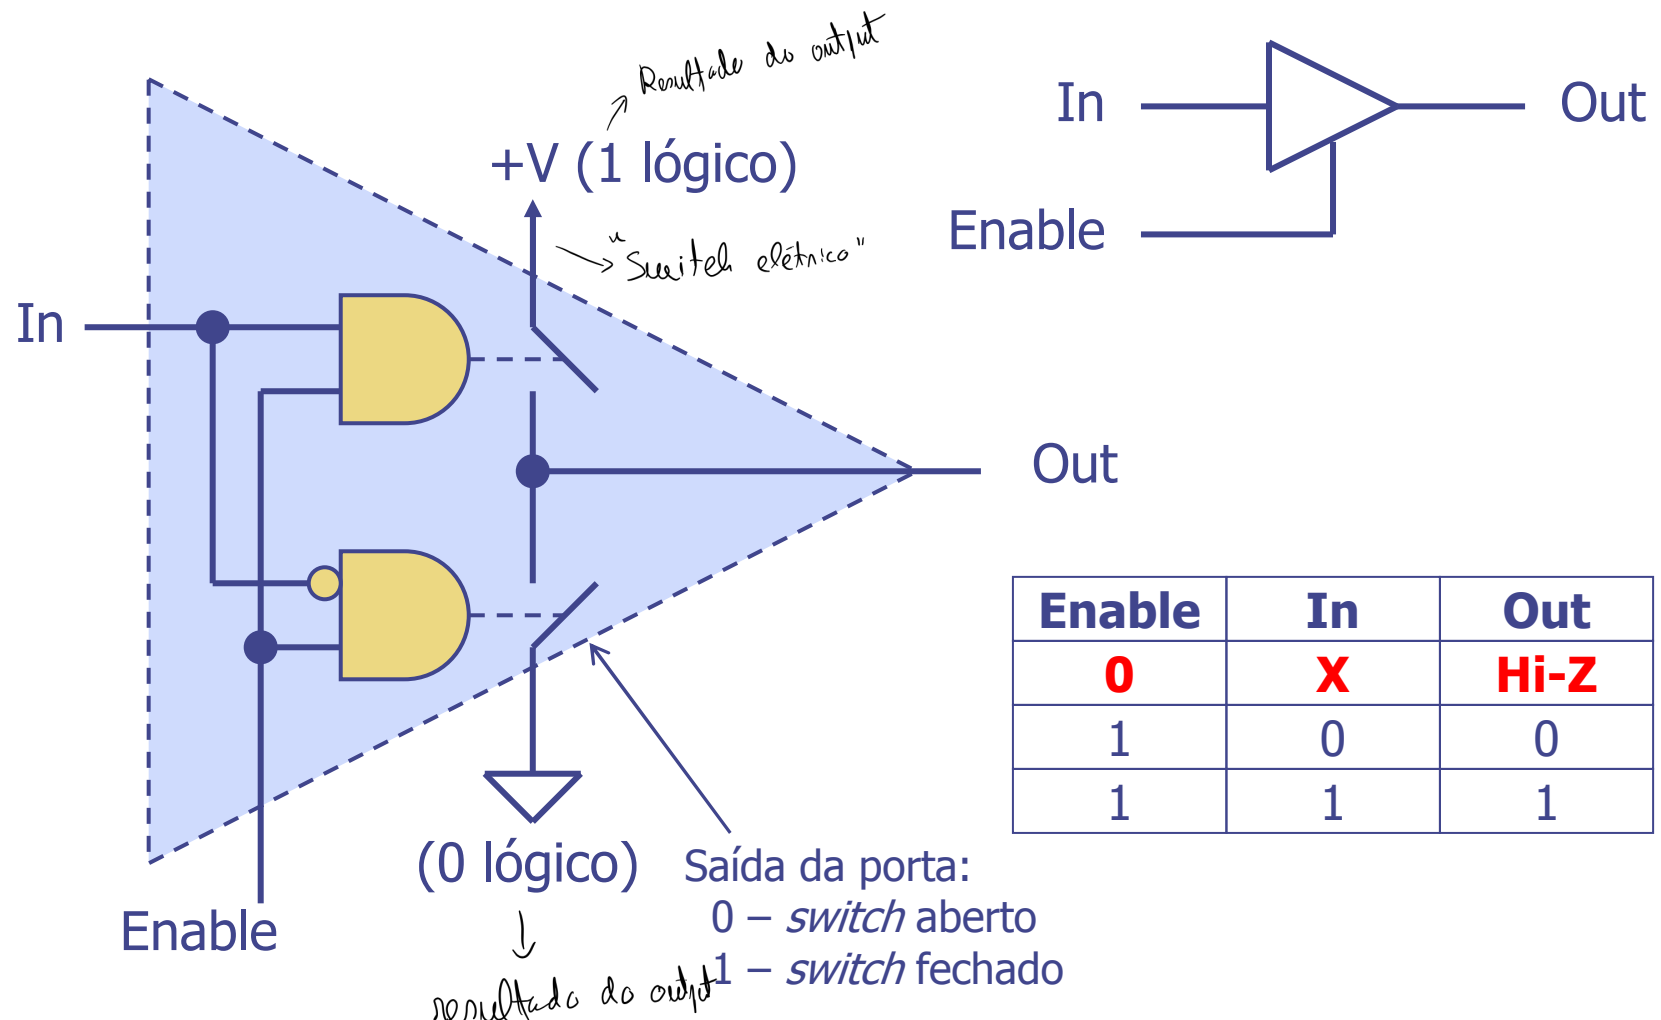 Resultado do output
+V (1 lógico)
"Switch elétrico"
In
Out
Enable
In
Out
Enable
(0 lógico)
resultado do output
Saída da porta:
0 – switch aberto
1 – switch fechado
Enable In Out
0 X Hi-Z
1 0 0
1 1 1